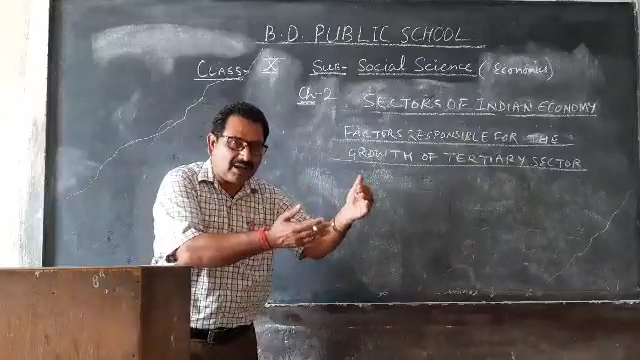 B.D. PUBLIC SCHOOL
CLASS- X SUB- Social Science (Economics)
Ch-2 SECTORS OF INDIAN ECONOMY
FACTORS RESPONSIBLE FOR THE
GROWTH OF TERTIARY SECTOR